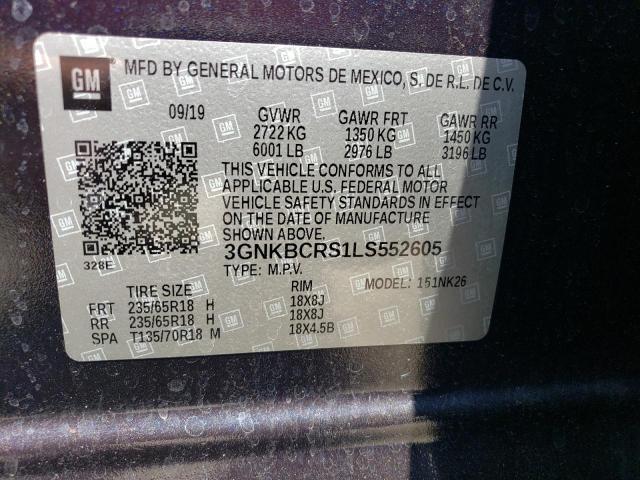 GM MFD BY GENERAL MOTORS DE MEXICO, S. DE R.L. DE C.V.
09/19 GVWR GAWR FRT GAWR RR
2722 KG 1350 KG 1450 KG
6001 LB 2976 LB 3196 LB
THIS VEHICLE CONFORMS TO ALL
APPLICABLE U.S. FEDERAL MOTOR
VEHICLE SAFETY STANDARDS IN EFFECT
ON THE DATE OF MANUFACTURE
SHOWN ABOVE.
3GNKBCRS1LS552605
328E TYPE: M.P.V. MODEL: 151NK26
TIRE SIZE RIM
FRT 235/65R18 H 18X8J
RR 235/65R18 H 18X8J
SPA T135/70R18 M 18X4.5B